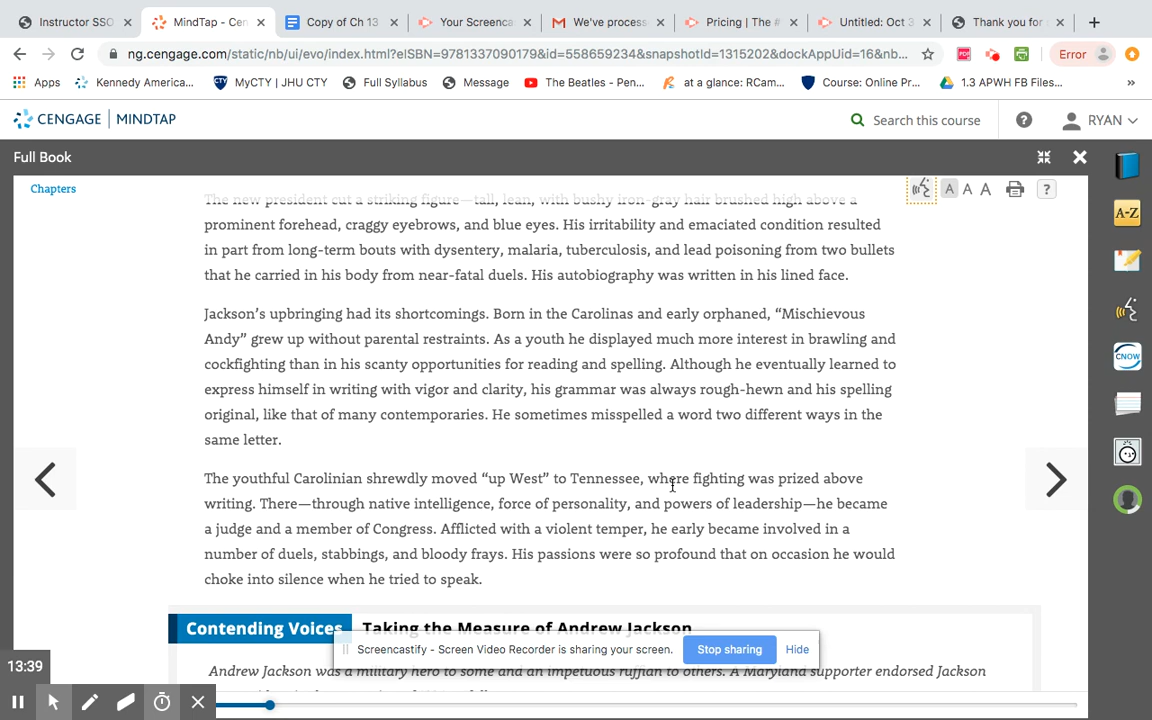 Instructor SSO
MindTap - Cen
Copy of Ch 13
Your Screencas
We've process
Pricing | The #
Untitled: Oct 3
Thank you for
ng.cengage.com/static/nb/ui/evo/index.html?eISBN=9781337090179&id=558659234&snapshotId=1315202&dockAppUid=16&nb...
Error
Apps
Kennedy America...
CTY
MyCTY | JHU CTY
Full Syllabus
Message
The Beatles - Pen...
at a glance: RCam...
Course: Online Pr...
1.3 APWH FB Files...
»
CENGAGE | MINDTAP
Search this course
?
RYAN
Full Book
Chapters
A A A
?
A-Z
CNOW
The new president cut a striking figure—tall, lean, with bushy iron-gray hair brushed high above a
prominent forehead, craggy eyebrows, and blue eyes. His irritability and emaciated condition resulted
in part from long-term bouts with dysentery, malaria, tuberculosis, and lead poisoning from two bullets
that he carried in his body from near-fatal duels. His autobiography was written in his lined face.
Jackson's upbringing had its shortcomings. Born in the Carolinas and early orphaned, “Mischievous
Andy” grew up without parental restraints. As a youth he displayed much more interest in brawling and
cockfighting than in his scanty opportunities for reading and spelling. Although he eventually learned to
express himself in writing with vigor and clarity, his grammar was always rough-hewn and his spelling
original, like that of many contemporaries. He sometimes misspelled a word two different ways in the
same letter.
The youthful Carolinian shrewdly moved “up West” to Tennessee, where fighting was prized above
writing. There—through native intelligence, force of personality, and powers of leadership—he became
a judge and a member of Congress. Afflicted with a violent temper, he early became involved in a
number of duels, stabbings, and bloody frays. His passions were so profound that on occasion he would
choke into silence when he tried to speak.
Contending Voices
Taking the Measure of Andrew Jackson
Screencastify - Screen Video Recorder is sharing your screen.
Stop sharing
Hide
Andrew Jackson was a military hero to some and an impetuous ruffian to others. A Maryland supporter endorsed Jackson
13:39